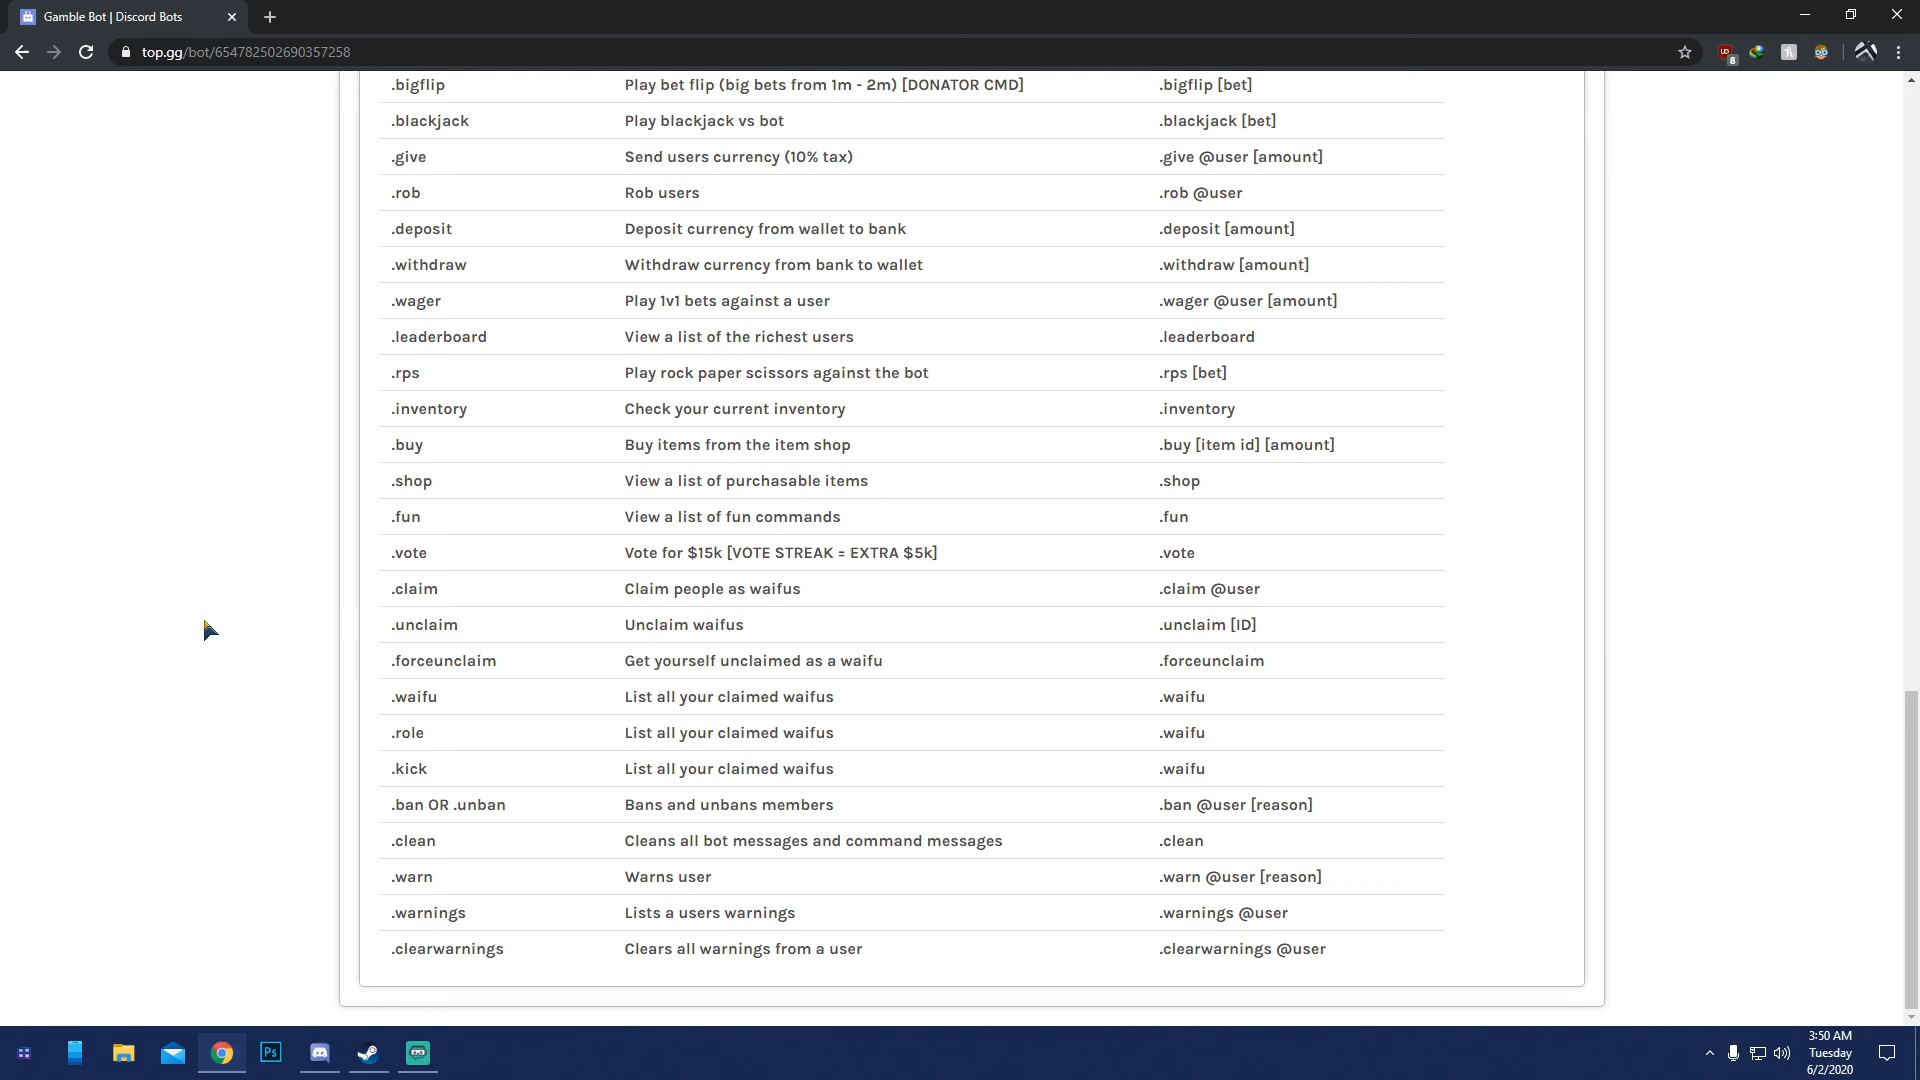 Gamble Bot | Discord Bots
top.gg/bot/654782502690357258
8
.bigflip Play bet flip (big bets from 1m - 2m) [DONATOR CMD] .bigflip [bet]
.blackjack Play blackjack vs bot .blackjack [bet]
.give Send users currency (10% tax) .give @user [amount]
.rob Rob users .rob @user
.deposit Deposit currency from wallet to bank .deposit [amount]
.withdraw Withdraw currency from bank to wallet .withdraw [amount]
.wager Play 1v1 bets against a user .wager @user [amount]
.leaderboard View a list of the richest users .leaderboard
.rps Play rock paper scissors against the bot .rps [bet]
.inventory Check your current inventory .inventory
.buy Buy items from the item shop .buy [item id] [amount]
.shop View a list of purchasable items .shop
.fun View a list of fun commands .fun
.vote Vote for $15k [VOTE STREAK = EXTRA $5k] .vote
.claim Claim people as waifus .claim @user
.unclaim Unclaim waifus .unclaim [ID]
.forceunclaim Get yourself unclaimed as a waifu .forceunclaim
.waifu List all your claimed waifus .waifu
.role List all your claimed waifus .waifu
.kick List all your claimed waifus .waifu
.ban OR .unban Bans and unbans members .ban @user [reason]
.clean Cleans all bot messages and command messages .clean
.warn Warns user .warn @user [reason]
.warnings Lists a users warnings .warnings @user
.clearwarnings Clears all warnings from a user .clearwarnings @user
Ps
3:50 AM
Tuesday
6/2/2020